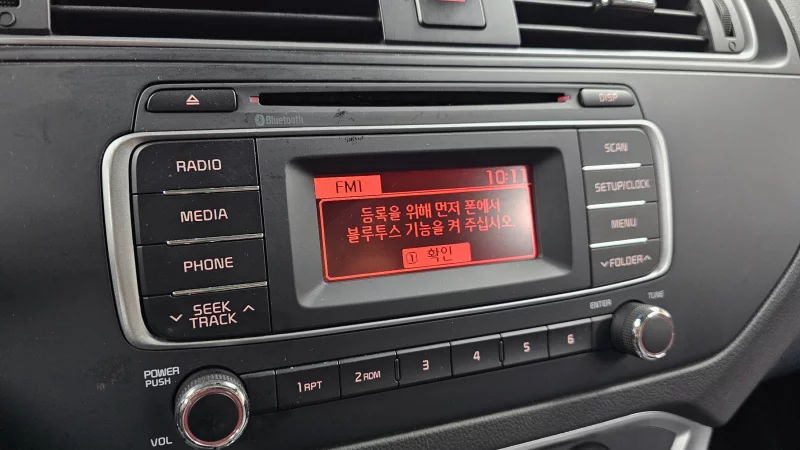 DISP
Bluetooth
RADIO
MEDIA
PHONE
SEEK
TRACK
FM1 10:11
등록을 위해 먼저 폰에서
블루투스 기능을 켜 주십시오.
① 확인
SCAN
SETUP/CLOCK
MENU
FOLDER
ENTER
TUNE
POWER
PUSH
VOL
1 RPT
2 RDM
3
4
5
6